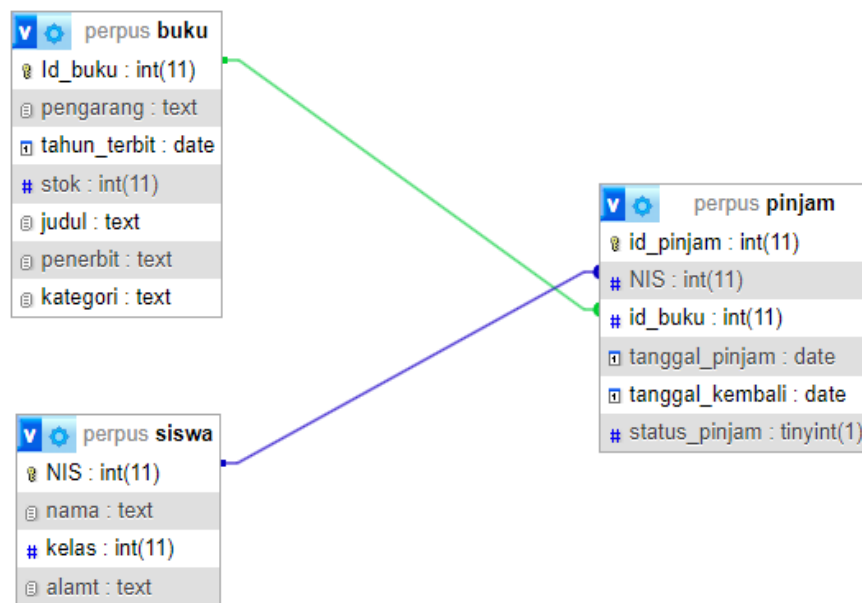 v perpus buku
Id_buku : int(11)
pengarang : text
tahun_terbit : date
# stok : int(11)
judul : text
penerbit : text
kategori : text
v perpus pinjam
id_pinjam : int(11)
# NIS : int(11)
# id_buku : int(11)
tanggal_pinjam : date
tanggal_kembali : date
# status_pinjam : tinyint(1)
v perpus siswa
NIS : int(11)
nama : text
# kelas : int(11)
alamt : text